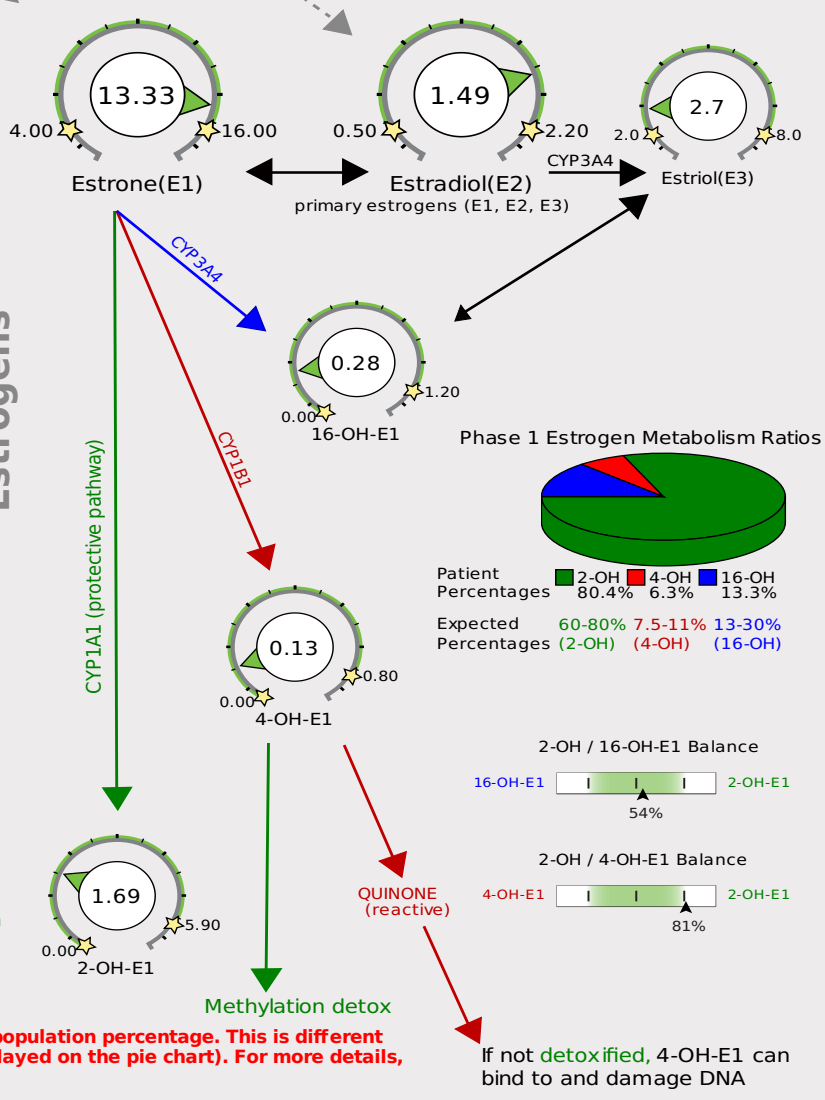 13.33
4.00
16.00
Estrone(E1)
1.49
0.50
2.20
Estradiol(E2)
CYP3A4
2.7
2.0
8.0
Estriol(E3)
primary estrogens (E1, E2, E3)
CYP3A4
0.28
0.00
1.20
16-OH-E1
Estrogens
CYP1B1
CYP1A1 (protective pathway)
Phase 1 Estrogen Metabolism Ratios
Patient
Percentages
2-OH 4-OH 16-OH
80.4% 6.3% 13.3%
Expected 60-80% 7.5-11% 13-30%
Percentages (2-OH) (4-OH) (16-OH)
0.13
0.00
0.80
4-OH-E1
2-OH / 16-OH-E1 Balance
16-OH-E1 2-OH-E1
54%
2-OH / 4-OH-E1 Balance
4-OH-E1 2-OH-E1
81%
1.69
0.00
5.90
2-OH-E1
QUINONE
(reactive)
Methylation detox
population percentage. This is different
layed on the pie chart). For more details,
If not detoxified, 4-OH-E1 can
bind to and damage DNA